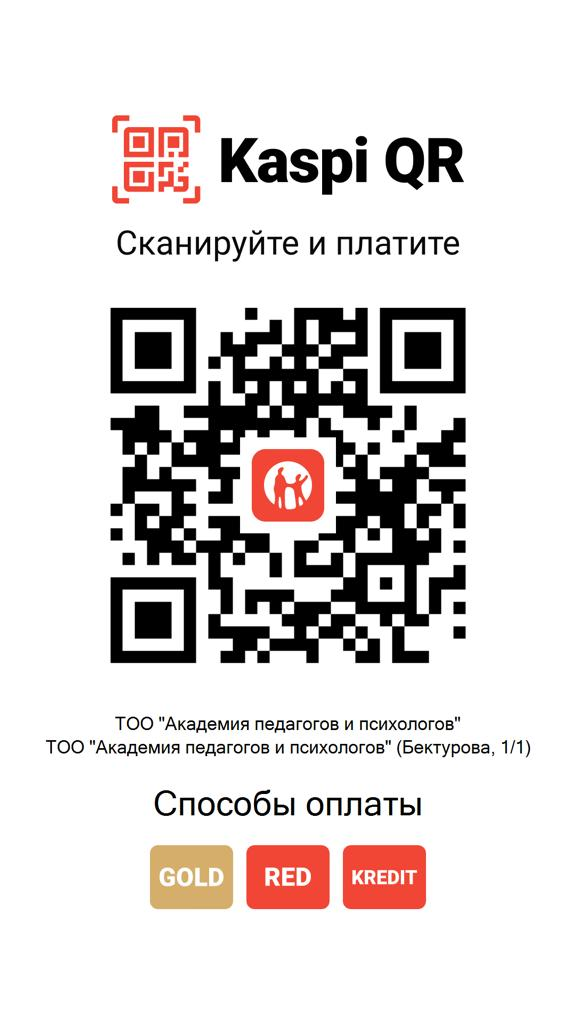 Kaspi QR
Сканируйте и платите
ТОО "Академия педагогов и психологов"
ТОО "Академия педагогов и психологов" (Бектурова, 1/1)
Способы оплаты
GOLD RED KREDIT